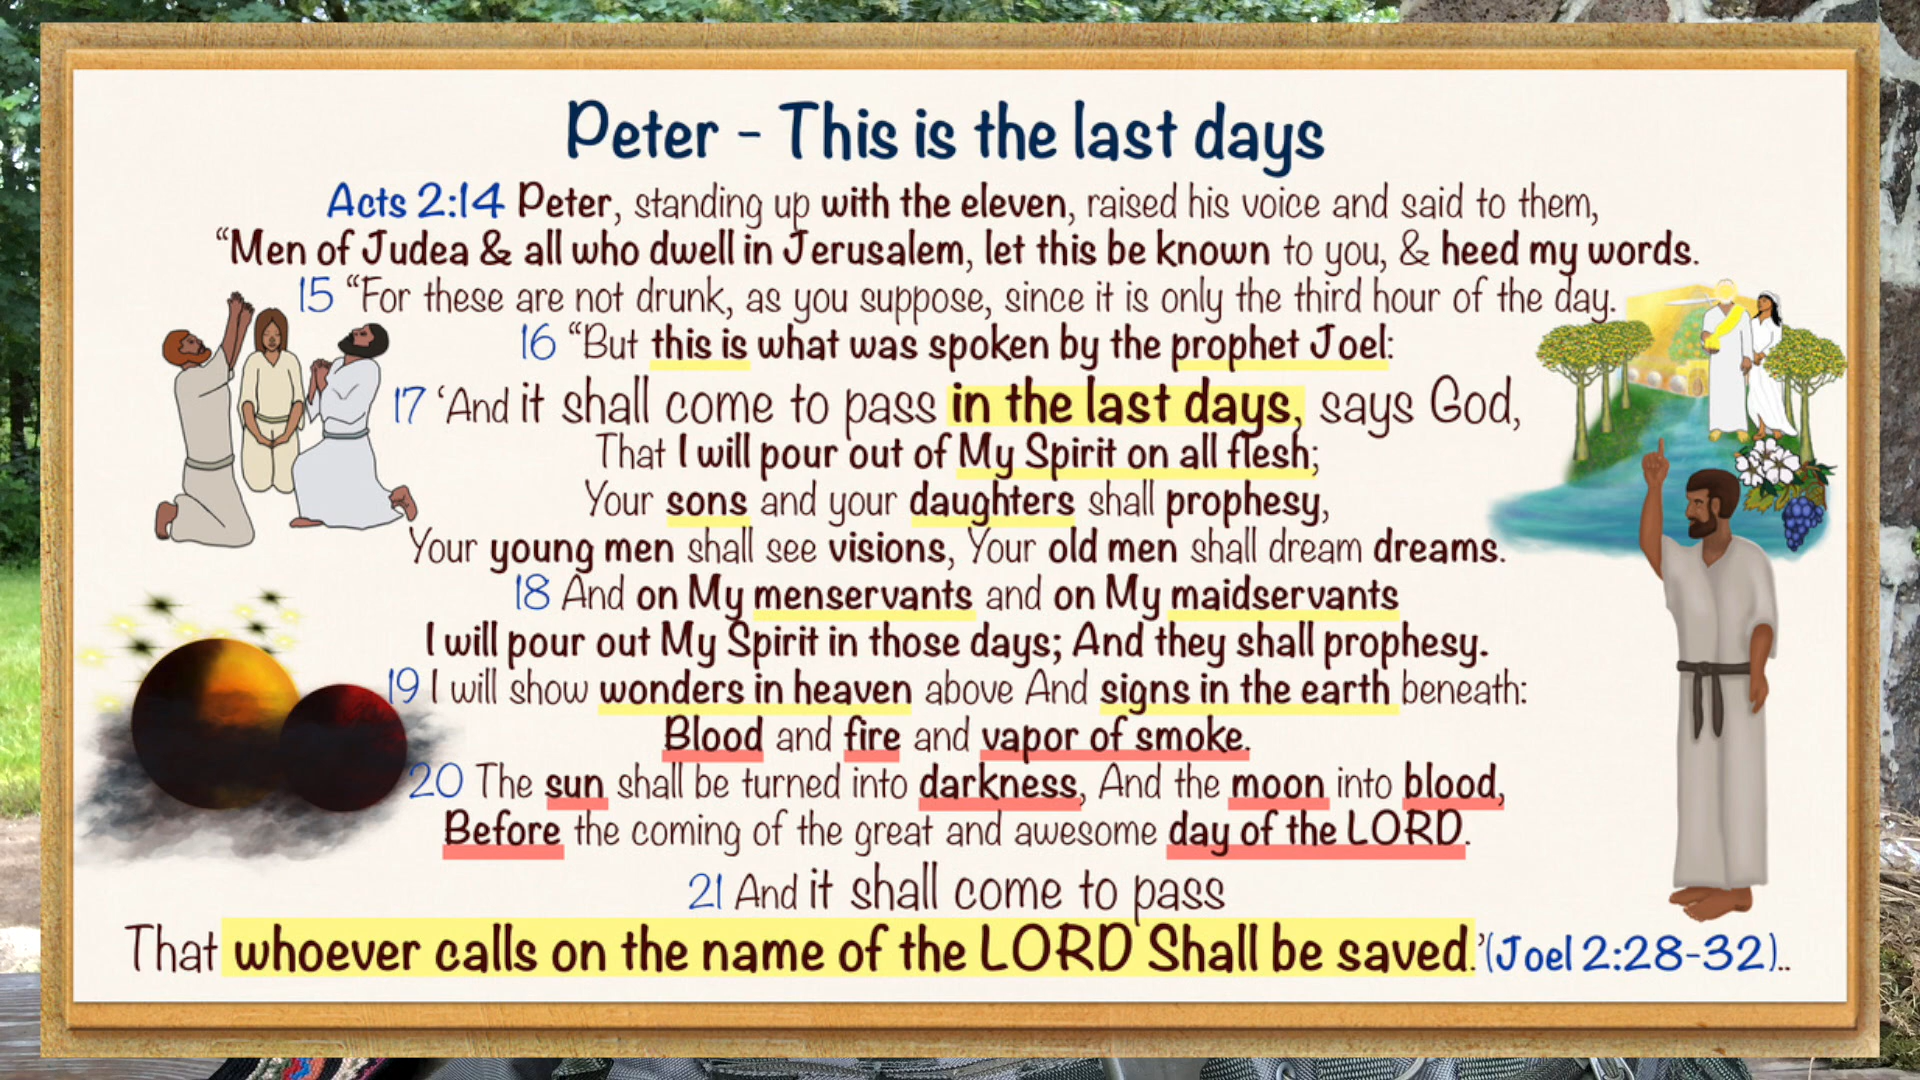 Peter - This is the last days
Acts 2:14 Peter, standing up with the eleven, raised his voice and said to them,
“Men of Judea & all who dwell in Jerusalem, let this be known to you, & heed my words.
15 “For these are not drunk, as you suppose, since it is only the third hour of the day.
16 “But this is what was spoken by the prophet Joel:
17 ‘And it shall come to pass in the last days, says God,
That I will pour out of My Spirit on all flesh;
Your sons and your daughters shall prophesy,
Your young men shall see visions, Your old men shall dream dreams.
18 And on My menservants and on My maidservants
I will pour out My Spirit in those days; And they shall prophesy.
19 I will show wonders in heaven above And signs in the earth beneath:
Blood and fire and vapor of smoke.
20 The sun shall be turned into darkness, And the moon into blood,
Before the coming of the great and awesome day of the LORD.
21 And it shall come to pass
That whoever calls on the name of the LORD Shall be saved.’(Joel 2:28-32)..